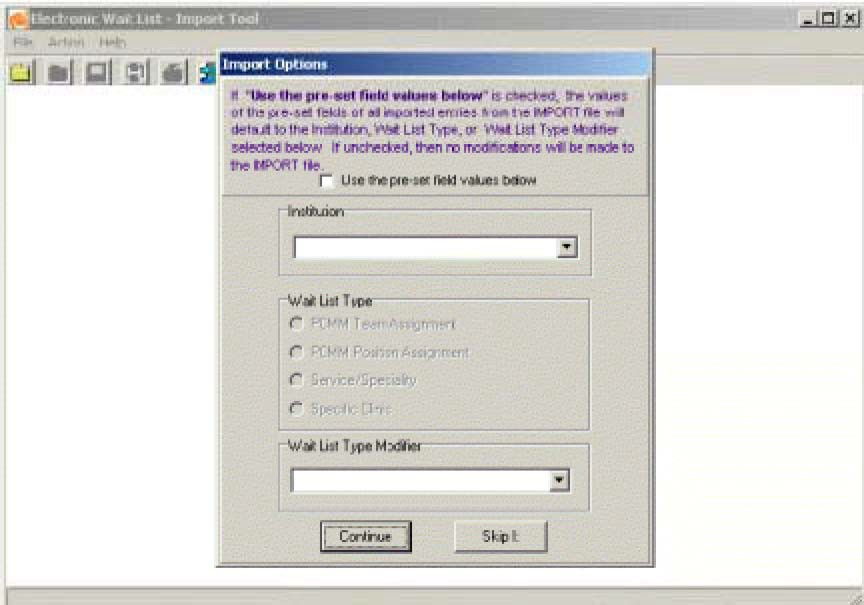 Electronic Wait List - Import Tool
File Action Help
Import Options
If "Use the pre-set field values below" is checked, the values
of the pre-set fields of all imported entries from the IMPORT file will
default to the Institution, Wait List Type, or Wait List Type Modifier
selected below. If unchecked, then no modifications will be made to
the IMPORT file.
Use the pre-set field values below
Institution
Wait List Type
PCMM Team Assignment
PCMM Position Assignment
Service/Speciality
Specific Clinic
Wait List Type Modifier
Continue
Skip It